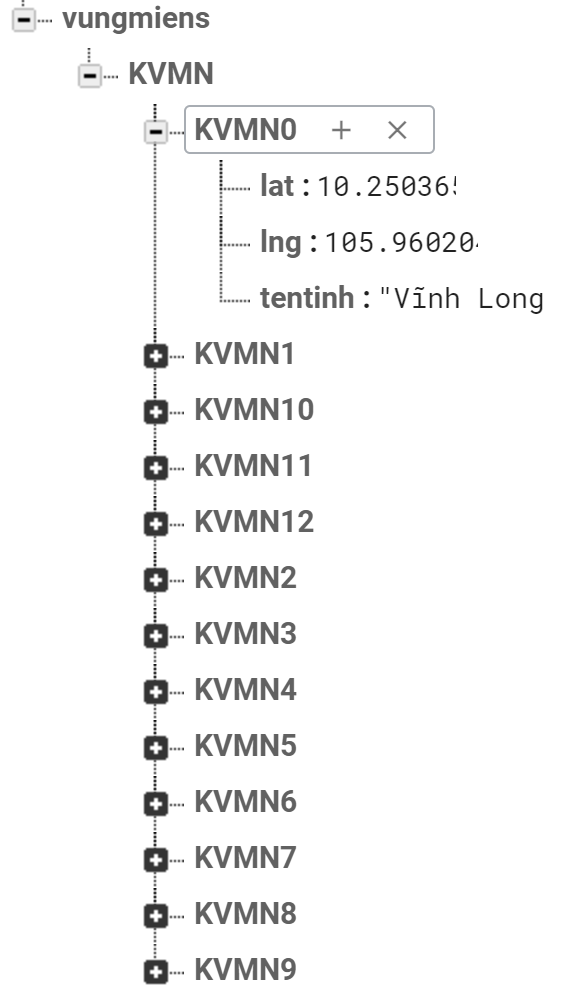 vungmiens
KVMN
KVMN0 + ×
lat : 10.25036
lng : 105.96020
tentinh : "Vĩnh Long
KVMN1
KVMN10
KVMN11
KVMN12
KVMN2
KVMN3
KVMN4
KVMN5
KVMN6
KVMN7
KVMN8
KVMN9